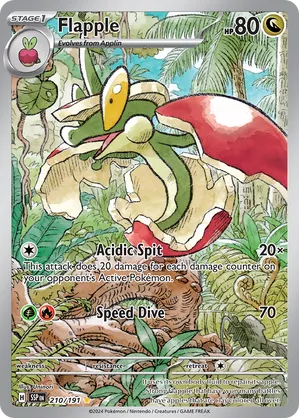 STAGE 1
Flapple
HP 80
Evolves from Applin
Acidic Spit 20×
This attack does 20 damage for each damage counter on your opponent's Active Pokémon.
Speed Dive 70
weakness
resistance
retreat
H SSP EN 210/191
©2024 Pokémon / Nintendo / Creatures / GAME FREAK